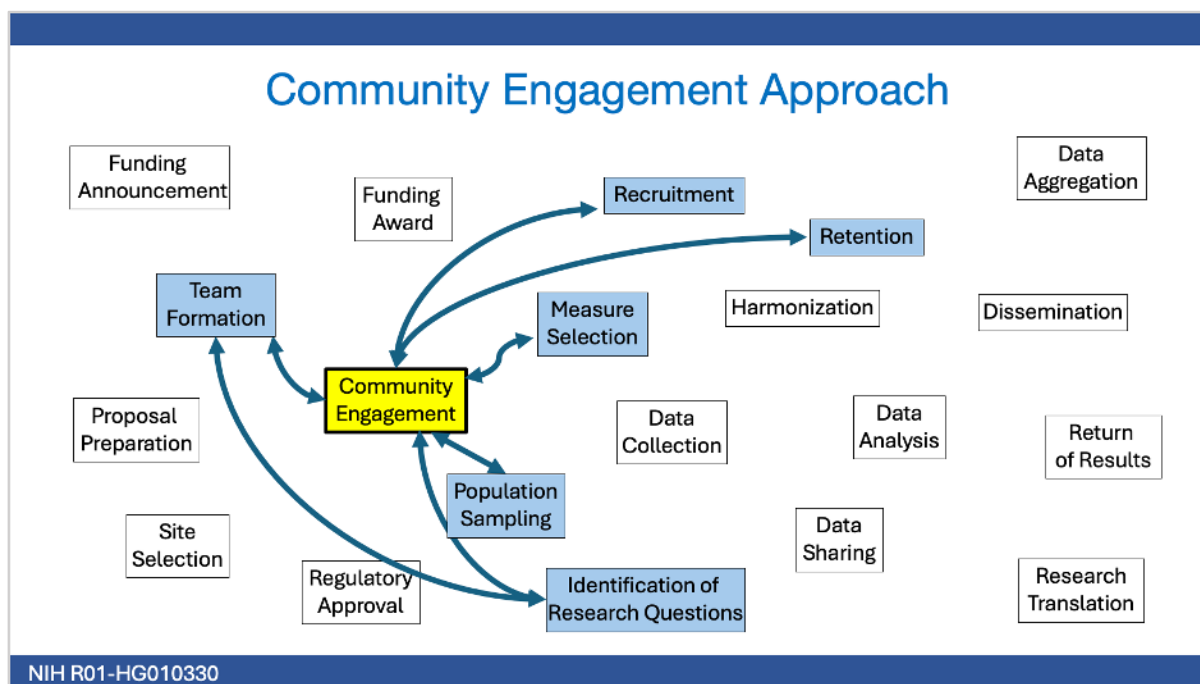 Community Engagement Approach
Funding
Announcement
Funding
Award
Recruitment
Data
Aggregation
Retention
Team
Formation
Measure
Selection
Harmonization
Dissemination
Community
Engagement
Proposal
Preparation
Data
Collection
Data
Analysis
Return
of Results
Population
Sampling
Site
Selection
Data
Sharing
Regulatory
Approval
Identification of
Research Questions
Research
Translation
NIH R01-HG010330